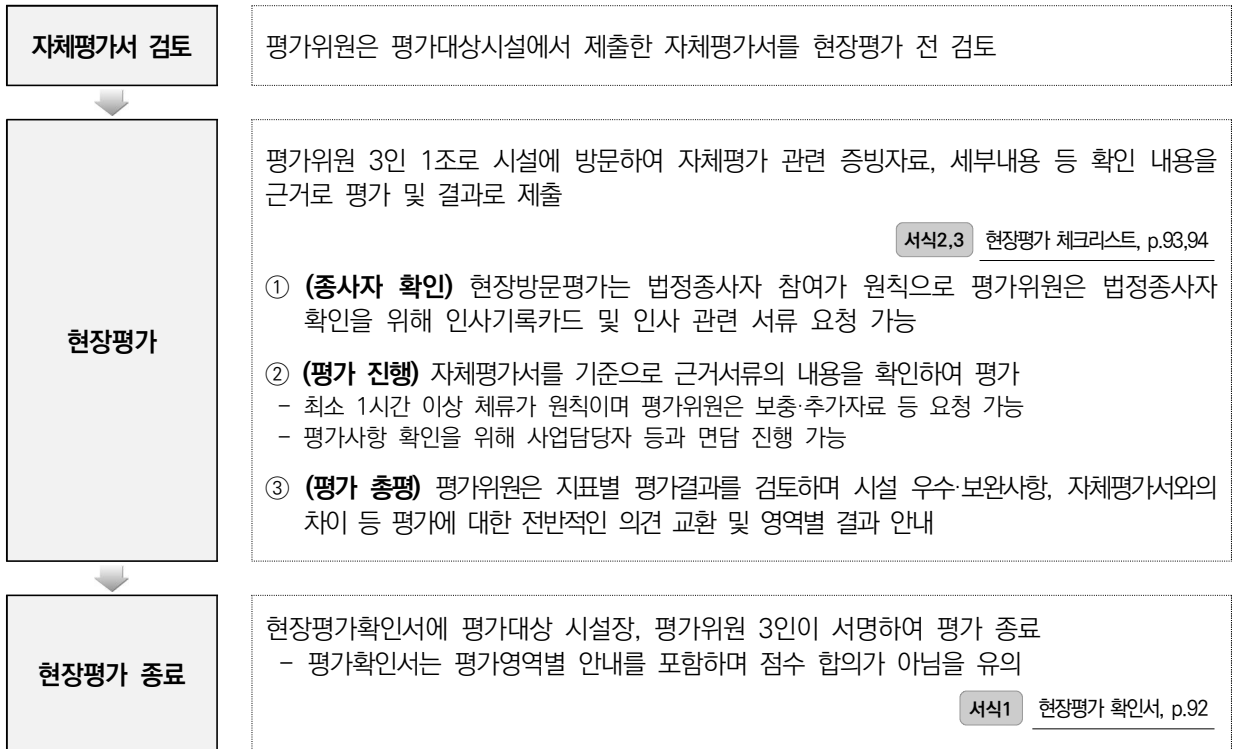 자체평가서 검토
평가위원은 평가대상시설에서 제출한 자체평가서를 현장평가 전 검토
현장평가
평가위원 3인 1조로 시설에 방문하여 자체평가 관련 증빙자료, 세부내용 등 확인 내용을
근거로 평가 및 결과로 제출
서식2,3 현장평가 체크리스트, p.93,94
① (종사자 확인) 현장방문평가는 법정종사자 참여가 원칙으로 평가위원은 법정종사자
확인을 위해 인사기록카드 및 인사 관련 서류 요청 가능
② (평가 진행) 자체평가서를 기준으로 근거서류의 내용을 확인하여 평가
- 최소 1시간 이상 체류가 원칙이며 평가위원은 보충·추가자료 등 요청 가능
- 평가사항 확인을 위해 사업담당자 등과 면담 진행 가능
③ (평가 총평) 평가위원은 지표별 평가결과를 검토하며 시설 우수·보완사항, 자체평가서와의
차이 등 평가에 대한 전반적인 의견 교환 및 영역별 결과 안내
현장평가 종료
현장평가확인서에 평가대상 시설장, 평가위원 3인이 서명하여 평가 종료
- 평가확인서는 평가영역별 안내를 포함하며 점수 합의가 아님을 유의
서식1 현장평가 확인서, p.92